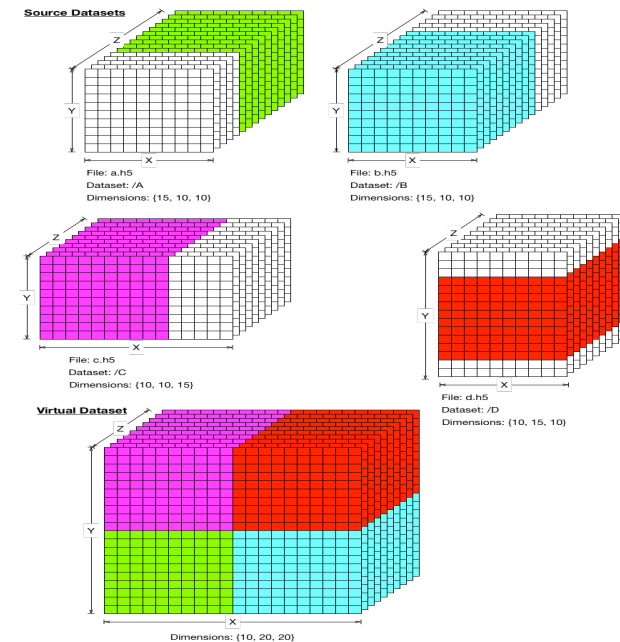 Source Datasets
Z
Y
X
File: a.h5
Dataset: /A
Dimensions: {15, 10, 10}
Z
Y
X
File: b.h5
Dataset: /B
Dimensions: {15, 10, 10}
Z
Y
X
File: c.h5
Dataset: /C
Dimensions: {10, 10, 15}
Z
Y
X
File: d.h5
Dataset: /D
Dimensions: {10, 15, 10}
Virtual Dataset
Z
Y
X
Dimensions: {10, 20, 20}